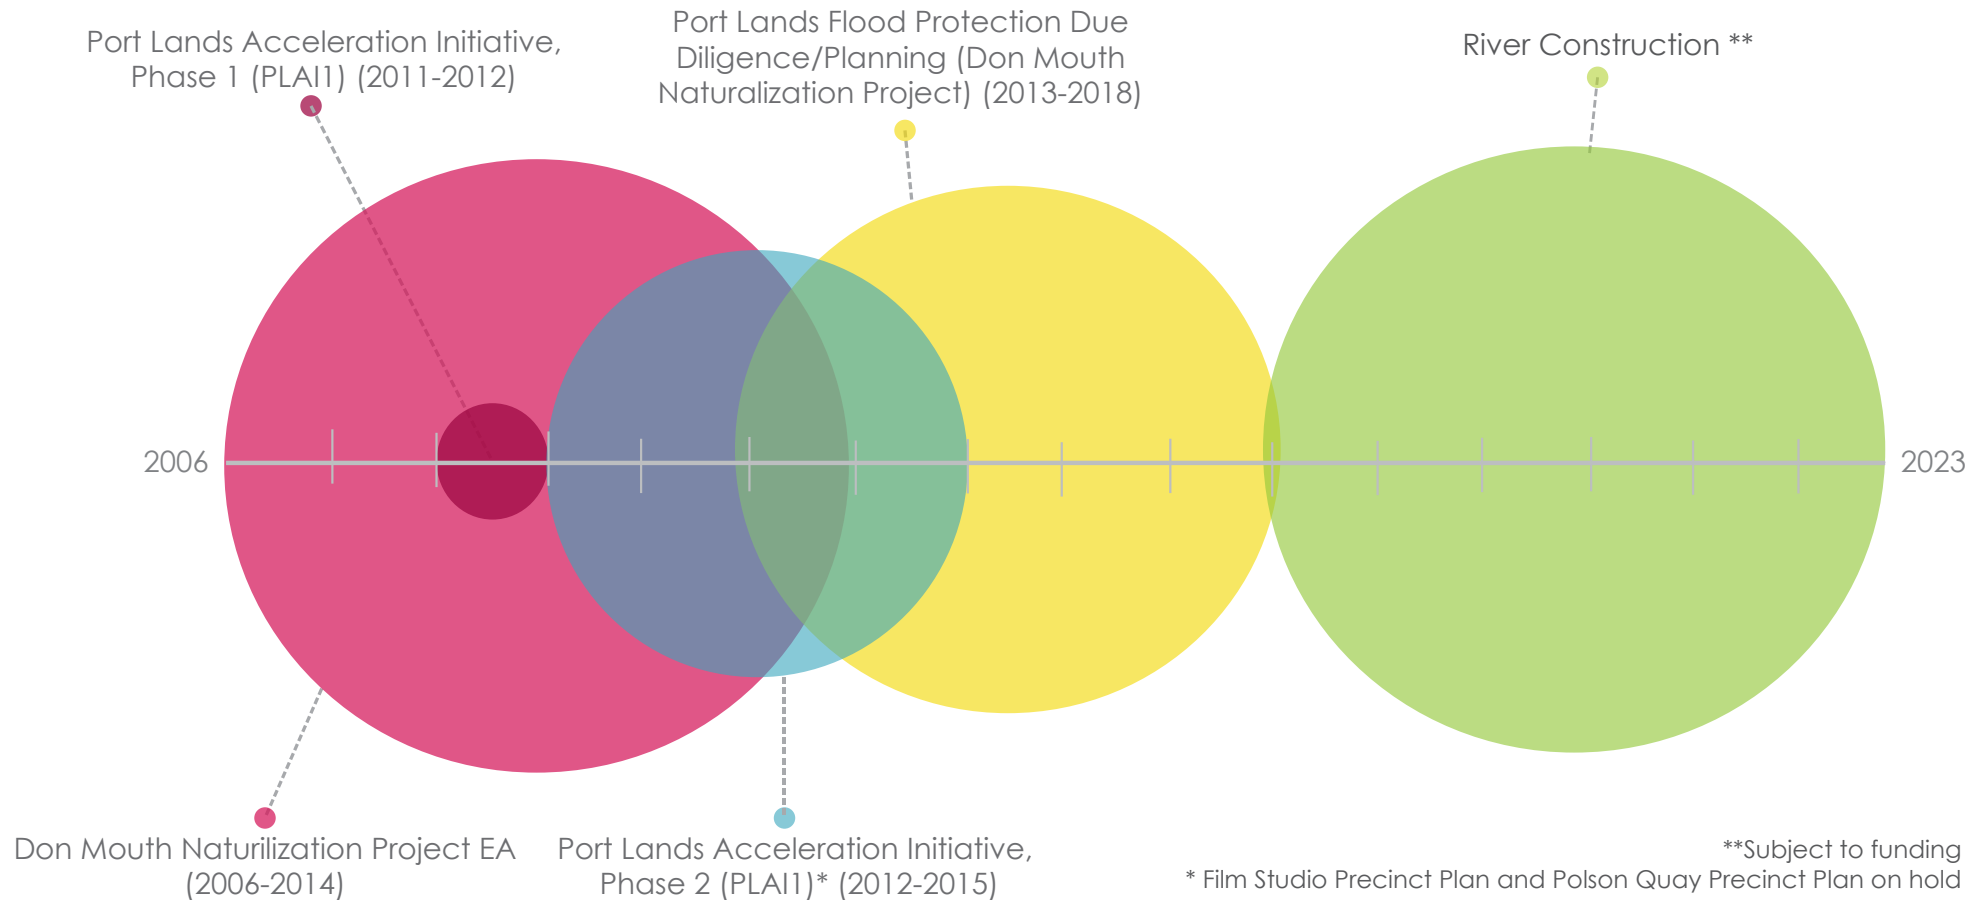 Port Lands Acceleration Initiative,
Phase 1 (PLAI1) (2011-2012)
Port Lands Flood Protection Due
Diligence/Planning (Don Mouth
Naturalization Project) (2013-2018)
River Construction **
2006
2023
Don Mouth Naturilization Project EA
(2006-2014)
Port Lands Acceleration Initiative,
Phase 2 (PLAI1)* (2012-2015)
**Subject to funding
* Film Studio Precinct Plan and Polson Quay Precinct Plan on hold